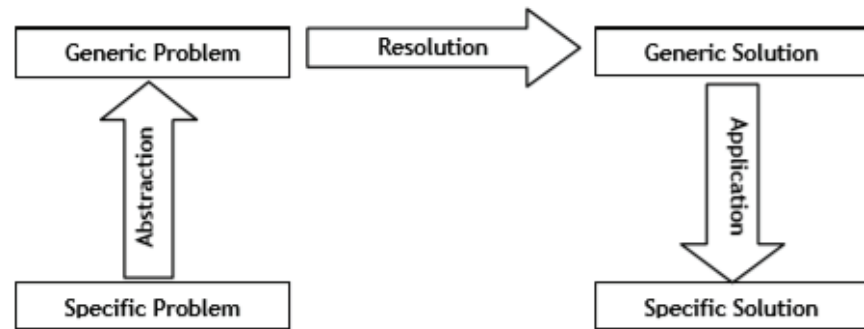 Generic Problem
Resolution
Generic Solution
Abstraction
Application
Specific Problem
Specific Solution